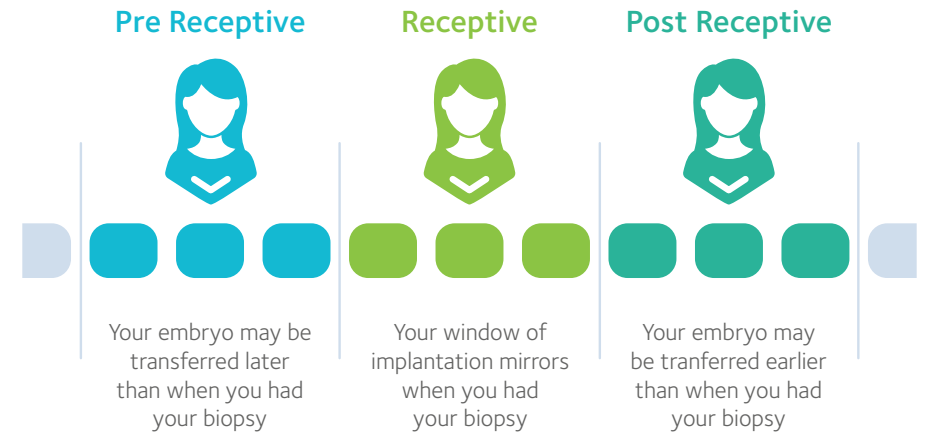 Pre Receptive
Receptive
Post Receptive
Your embryo may be
transferred later
than when you had
your biopsy
Your window of
implantation mirrors
when you had
your biopsy
Your embryo may
be tranferred earlier
than when you had
your biopsy